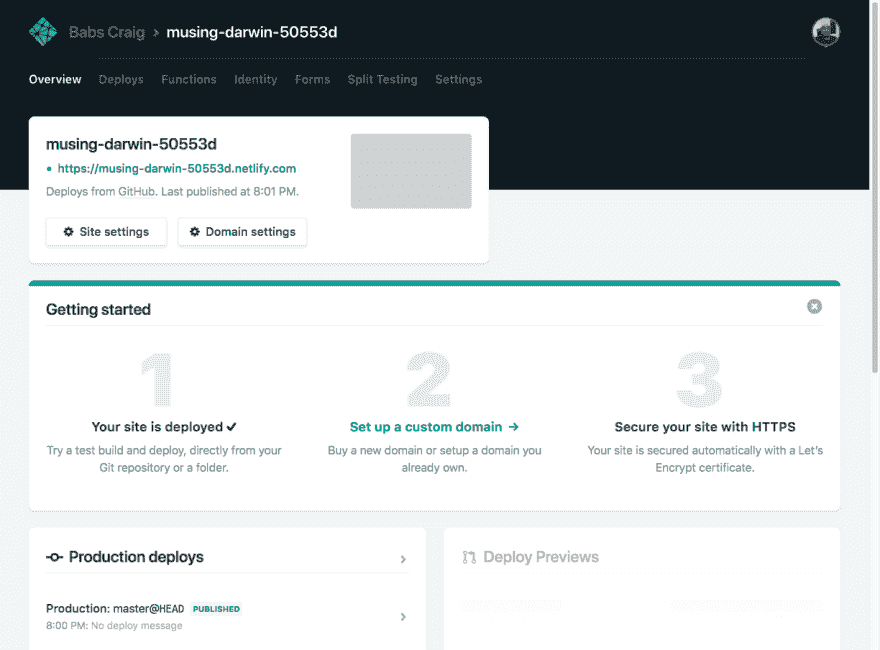 Babs Craig > musing-darwin-50553d
Overview Deploys Functions Identity Forms Split Testing Settings
musing-darwin-50553d
https://musing-darwin-50553d.netlify.com
Deploys from GitHub. Last published at 8:01 PM.
Site settings
Domain settings
Getting started
1
Your site is deployed ✔
Try a test build and deploy, directly from your
Git repository or a folder.
2
Set up a custom domain →
Buy a new domain or setup a domain you
already own.
3
Secure your site with HTTPS
Your site is secured automatically with a Let's
Encrypt certificate.
Production deploys
Production: master@HEAD PUBLISHED
8:00 PM: No deploy message
Deploy Previews